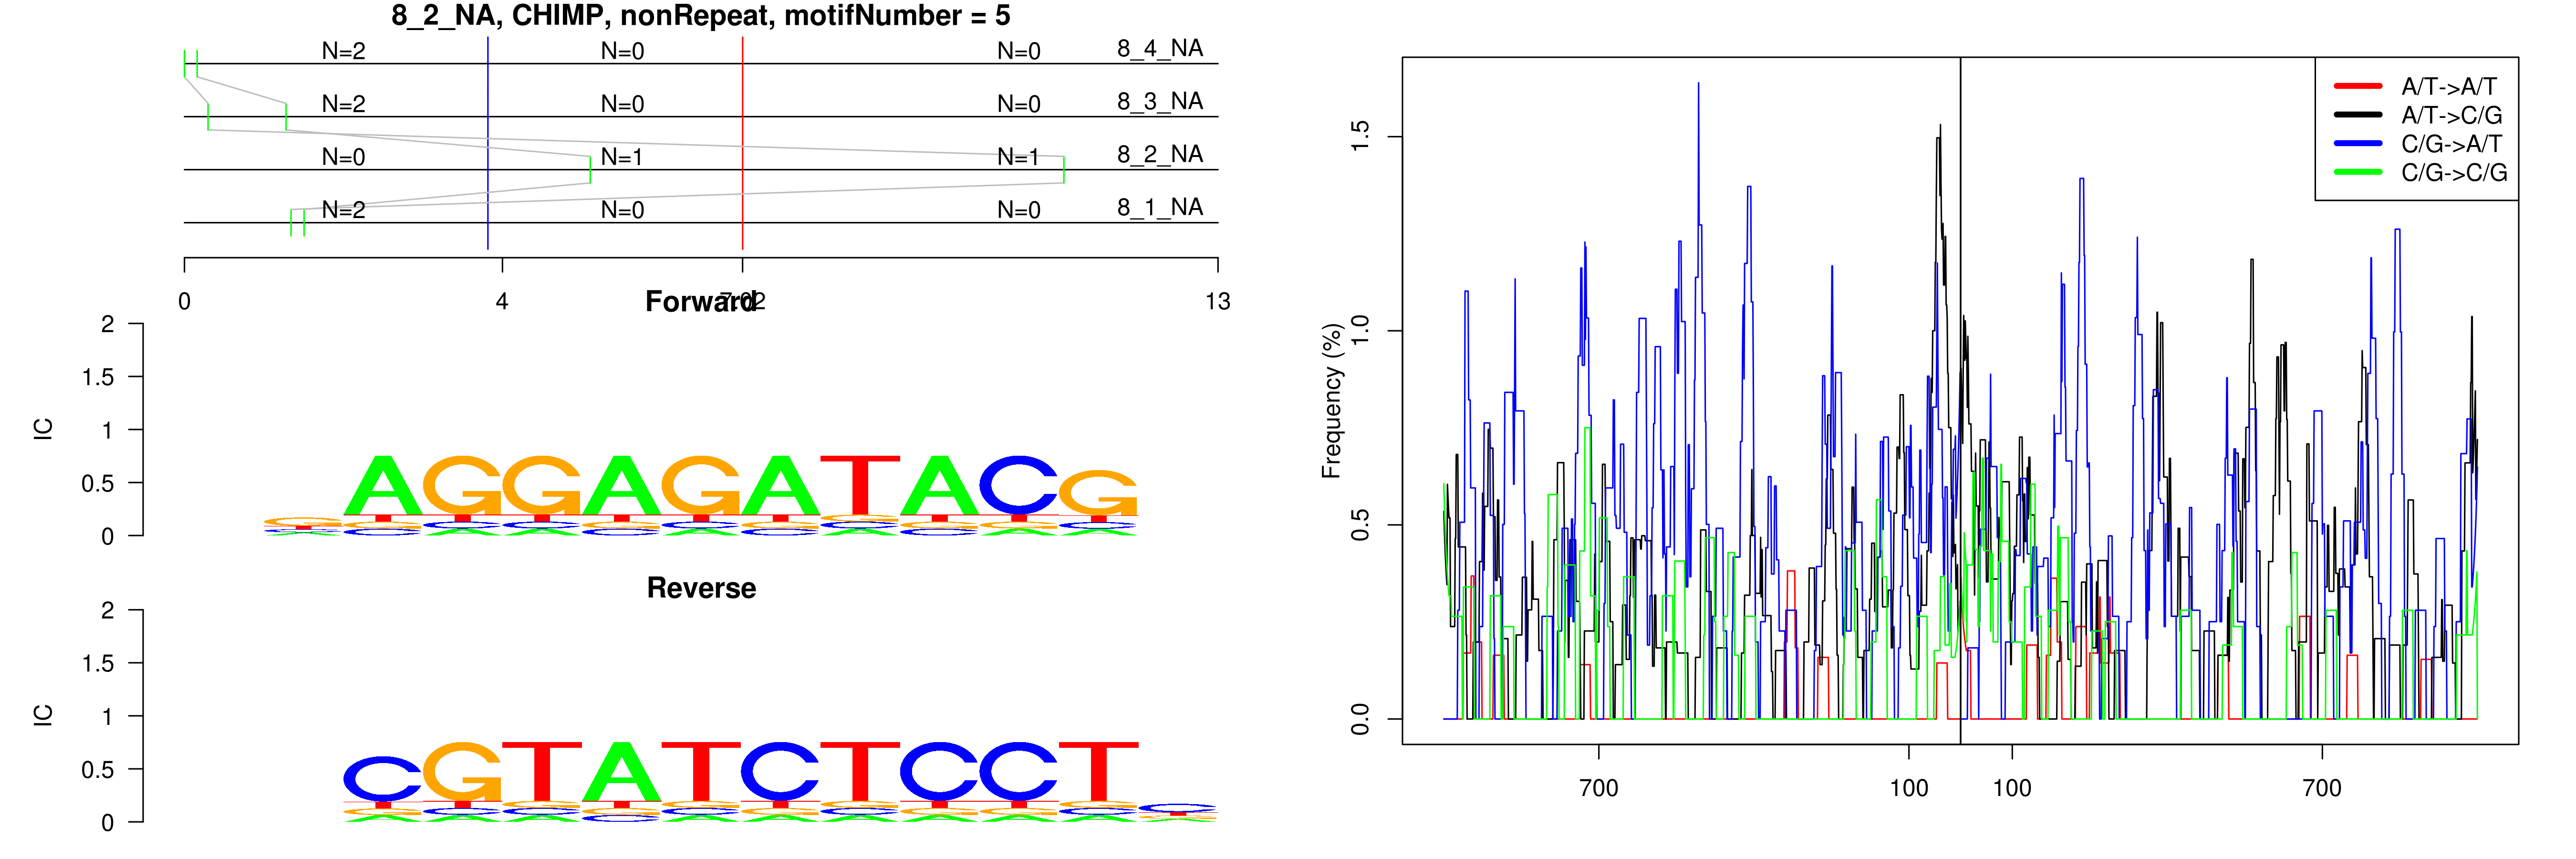 8_2_NA, CHIMP, nonRepeat, motifNumber = 5
N=2 N=0 N=0 8_4_NA
N=2 N=0 N=0 8_3_NA
N=0 N=1 N=1 8_2_NA
N=2 N=0 N=0 8_1_NA
0 4 7.02 13
Forward
IC
2
1.5
1
0.5
0
AGGAGATACG
Reverse
IC
2
1.5
1
0.5
0
CGTATCTCCT
Frequency (%)
1.5
1.0
0.5
0.0
700 100 100 700
A/T->A/T
A/T->C/G
C/G->A/T
C/G->C/G